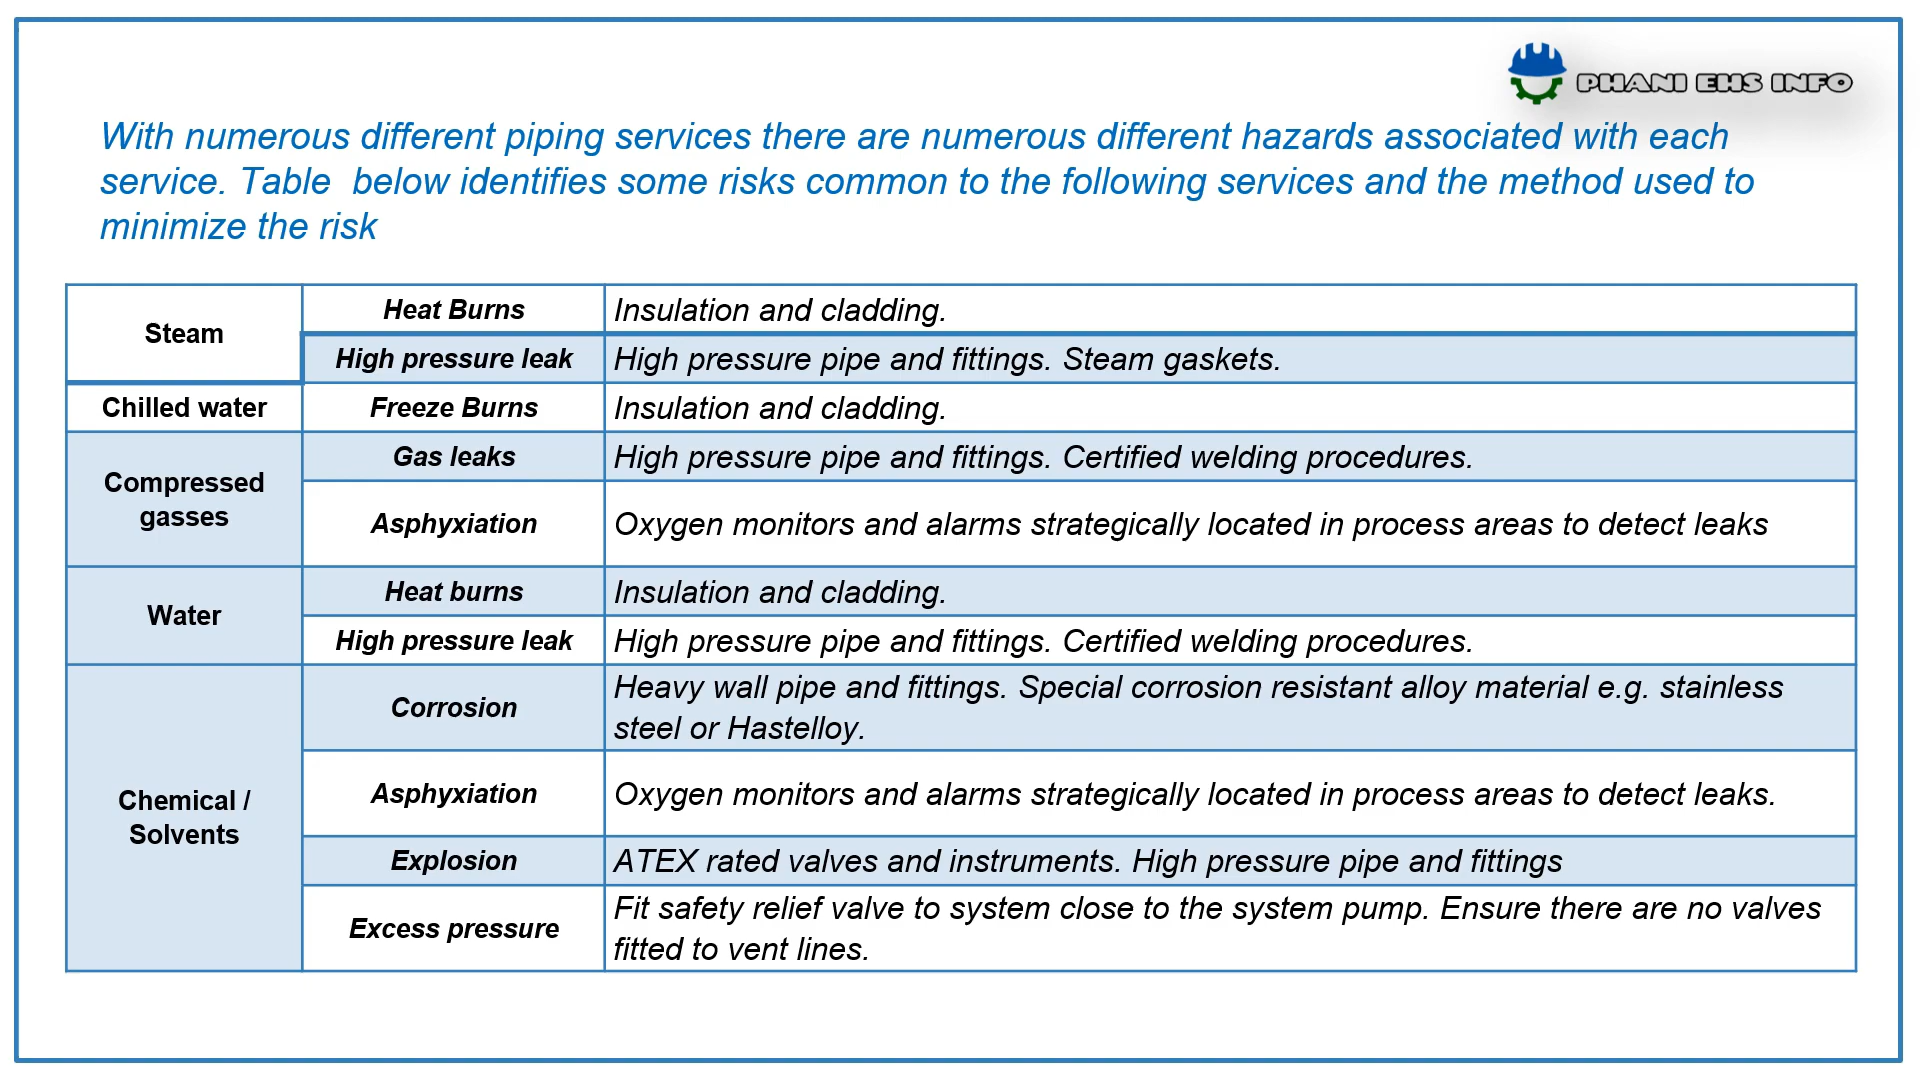 PHANI EHS INFO
With numerous different piping services there are numerous different hazards associated with each
service. Table  below identifies some risks common to the following services and the method used to
minimize the risk
Steam
Heat Burns
Insulation and cladding.
High pressure leak
High pressure pipe and fittings. Steam gaskets.
Chilled water
Freeze Burns
Insulation and cladding.
Compressed
gasses
Gas leaks
High pressure pipe and fittings. Certified welding procedures.
Asphyxiation
Oxygen monitors and alarms strategically located in process areas to detect leaks
Water
Heat burns
Insulation and cladding.
High pressure leak
High pressure pipe and fittings. Certified welding procedures.
Chemical /
Solvents
Corrosion
Heavy wall pipe and fittings. Special corrosion resistant alloy material e.g. stainless
steel or Hastelloy.
Asphyxiation
Oxygen monitors and alarms strategically located in process areas to detect leaks.
Explosion
ATEX rated valves and instruments. High pressure pipe and fittings
Excess pressure
Fit safety relief valve to system close to the system pump. Ensure there are no valves
fitted to vent lines.